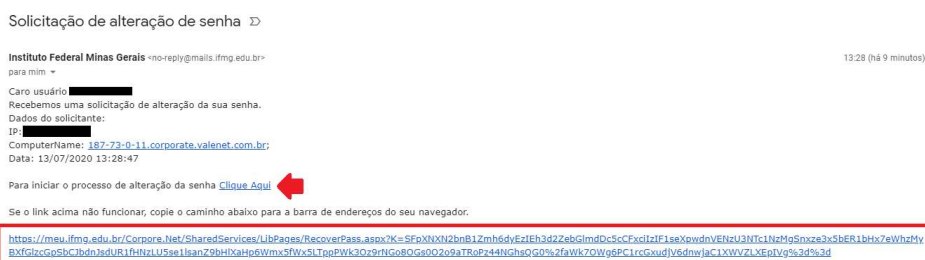 Solicitação de alteração de senha
Instituto Federal Minas Gerais <no-reply@mails.ifmg.edu.br> 13:28 (há 9 minutos)
para mim
Caro usuário
Recebemos uma solicitação de alteração da sua senha.
Dados do solicitante:
IP:
ComputerName: 187-73-0-11.corporate.valenet.com.br;
Data: 13/07/2020 13:28:47
Para iniciar o processo de alteração da senha Clique Aqui
Se o link acima não funcionar, copie o caminho abaixo para a barra de endereços do seu navegador.
https://meu.ifmg.edu.br/Corpore.Net/SharedServices/LibPages/RecoverPass.aspx?